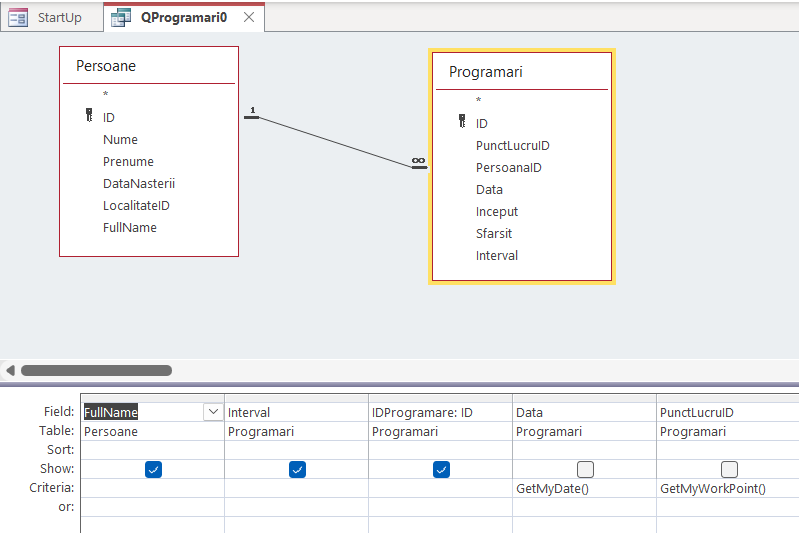 StartUp QProgramari0
Persoane
*
ID
Nume
Prenume
DataNasterii
LocalitateID
FullName
1
∞
Programari
*
ID
PunctLucruID
PersoanaID
Data
Inceput
Sfarsit
Interval
Field: FullName Interval IDProgramare: ID Data PunctLucruID
Table: Persoane Programari Programari Programari Programari
Sort:
Show:
Criteria: GetMyDate() GetMyWorkPoint()
or: